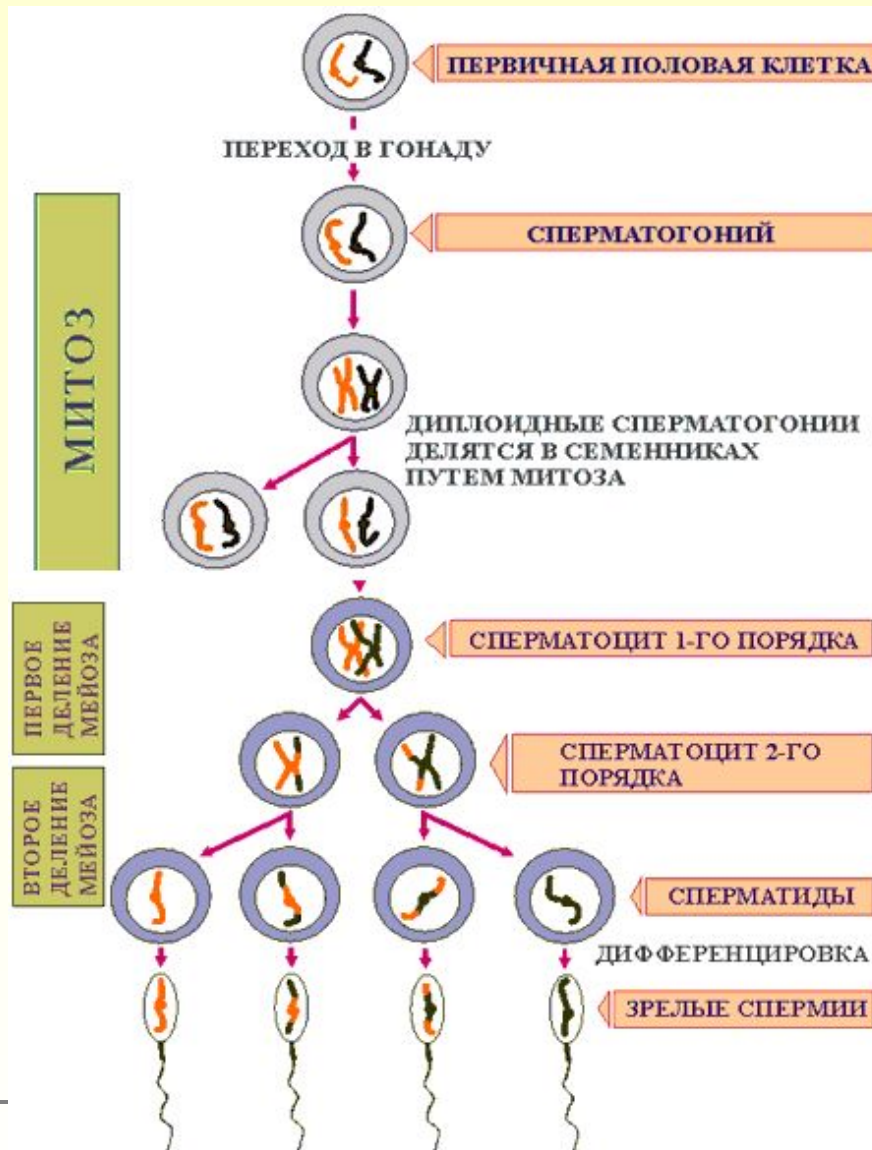 ПЕРВИЧНАЯ ПОЛОВАЯ КЛЕТКА
ПЕРЕХОД В ГОНАДУ
МИТОЗ
СПЕРМАТОГОНИЙ
ДИПЛОИДНЫЕ СПЕРМАТОГОНИИ
ДЕЛЯТСЯ В СЕМЕННИКАХ
ПУТЕМ МИТОЗА
ПЕРВОЕ
ДЕЛЕНИЕ
МЕЙОЗА
СПЕРМАТОЦИТ 1-ГО ПОРЯДКА
СПЕРМАТОЦИТ 2-ГО
ПОРЯДКА
ВТОРОЕ
ДЕЛЕНИЕ
МЕЙОЗА
СПЕРМАТИДЫ
ДИФФЕРЕНЦИРОВКА
ЗРЕЛЫЕ СПЕРМИИ